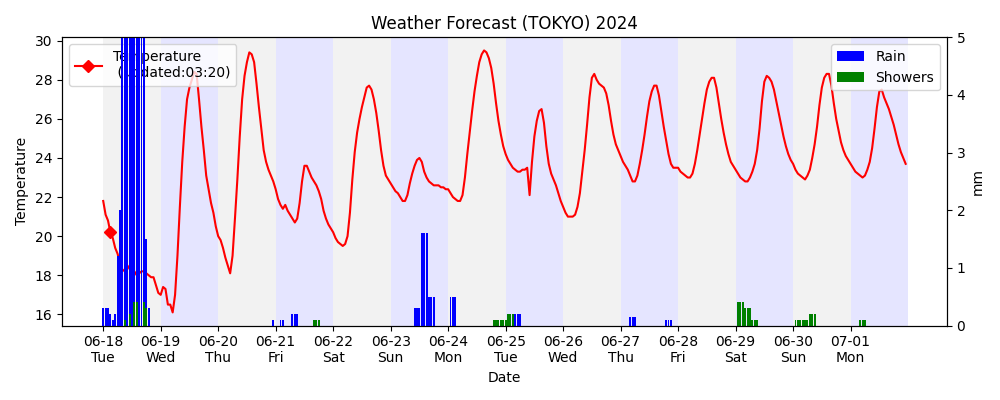 Weather Forecast (TOKYO) 2024
Temperature
(Updated:03:20)
Rain
Showers
Temperature
30
28
26
24
22
20
18
16
5
4
3
2
1
0
mm
06-18 06-19 06-20 06-21 06-22 06-23 06-24 06-25 06-26 06-27 06-28 06-29 06-30 07-01
Tue Wed Thu Fri Sat Sun Mon Tue Wed Thu Fri Sat Sun Mon
Date